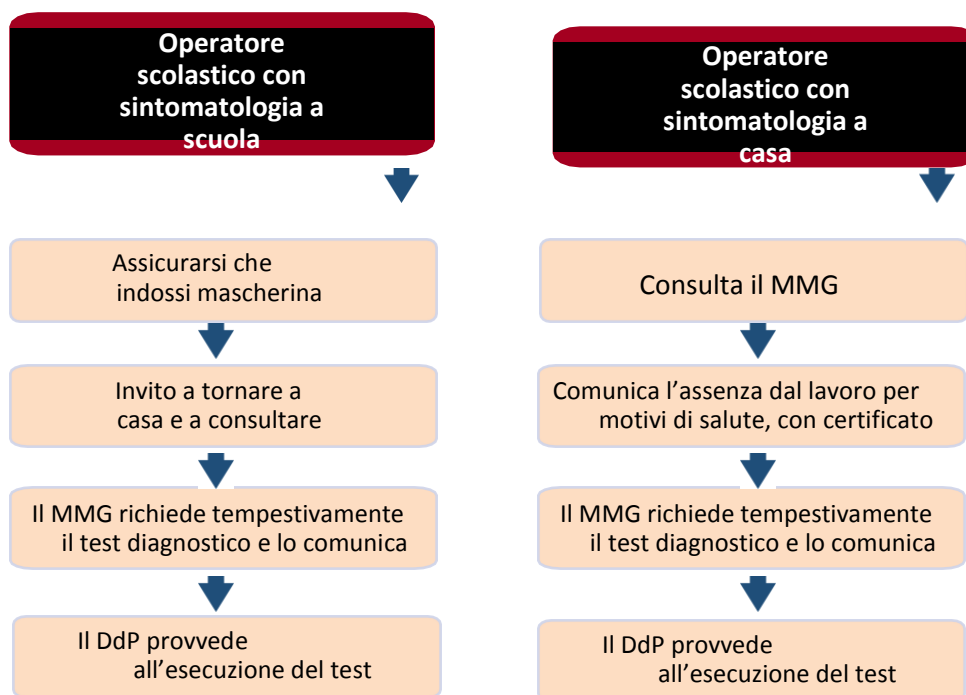 Operatore
scolastico con
sintomatologia a
scuola
Assicurarsi che
indossi mascherina
Invito a tornare a
casa e a consultare
Il MMG richiede tempestivamente
il test diagnostico e lo comunica
Il DdP provvede
all'esecuzione del test
Operatore
scolastico con
sintomatologia a
casa
Consulta il MMG
Comunica l'assenza dal lavoro per
motivi di salute, con certificato
Il MMG richiede tempestivamente
il test diagnostico e lo comunica
Il DdP provvede
all'esecuzione del test